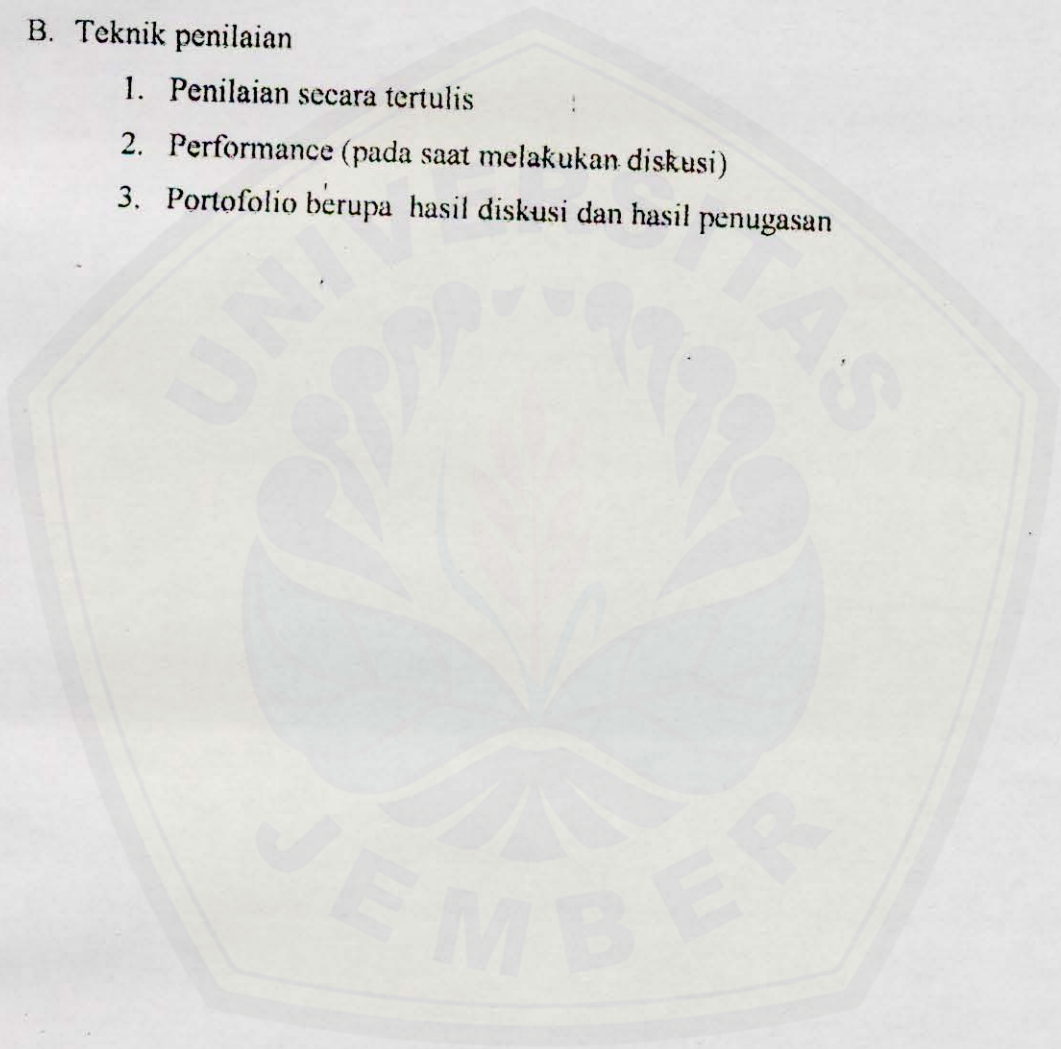 B. Teknik penilaian
1. Penilaian secara tertulis
2. Performance (pada saat melakukan diskusi)
3. Portofolio berupa hasil diskusi dan hasil penugasan
UNIVERSITAS
JEMBER